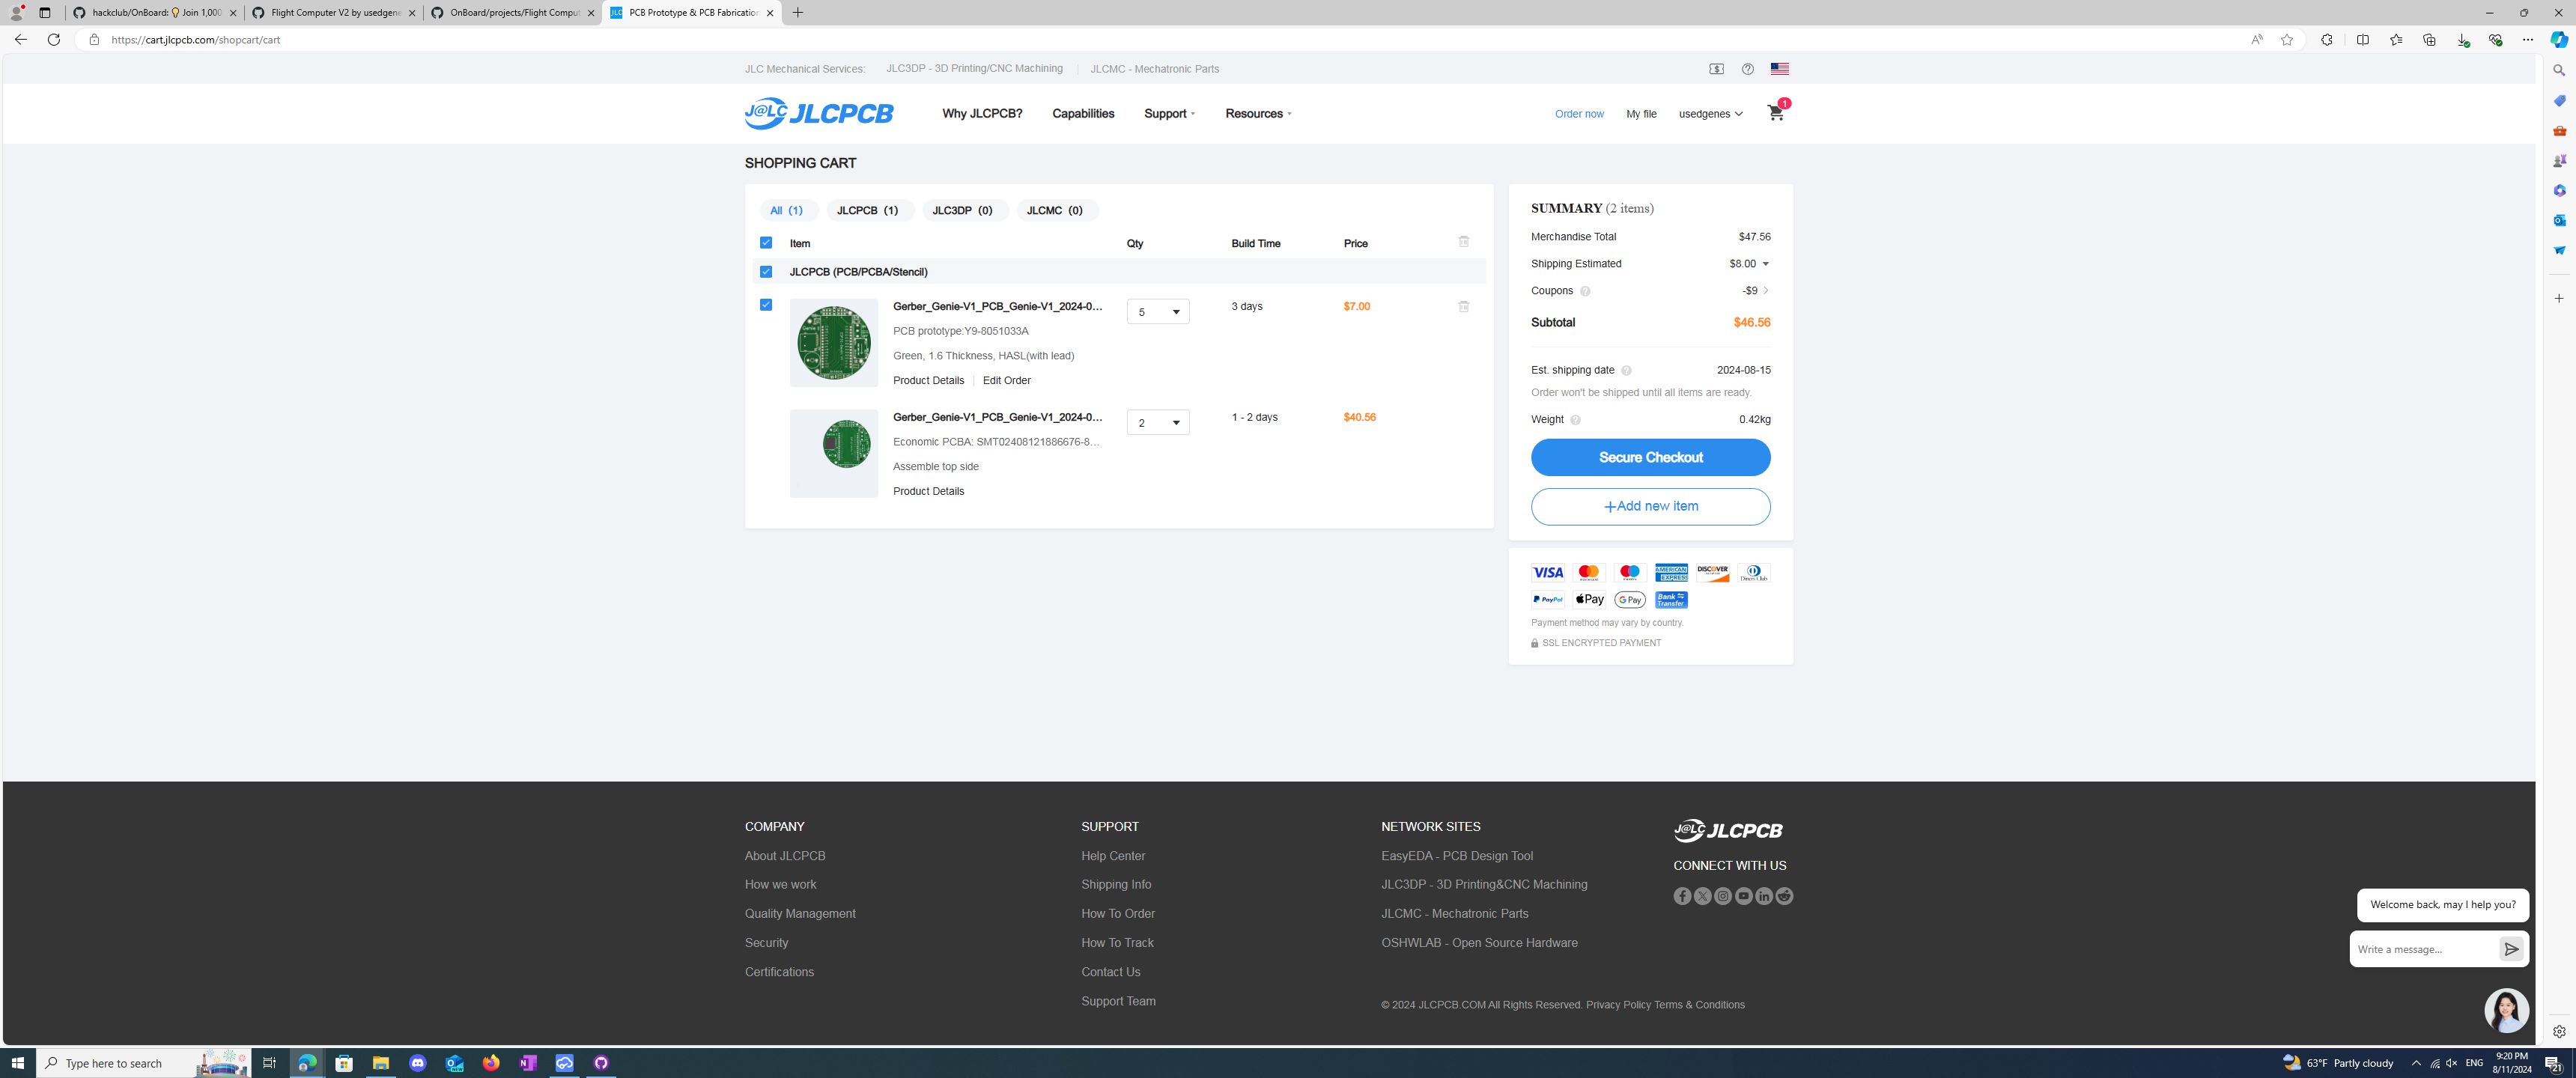 hackclub/OnBoard: 💡 Join 1,000
Flight Computer V2 by usedgene
OnBoard/projects/Flight Comput
JLC PCB Prototype & PCB Fabrication
https://cart.jlcpcb.com/shopcart/cart
JLC Mechanical Services: JLC3DP - 3D Printing/CNC Machining JLCMC - Mechatronic Parts
J@LC JLCPCB Why JLCPCB? Capabilities Support Resources Order now My file usedgenes 1
SHOPPING CART
All (1) JLCPCB (1) JLC3DP (0) JLCMC (0)
Item Qty Build Time Price
JLCPCB (PCB/PCBA/Stencil)
Gerber_Genie-V1_PCB_Genie-V1_2024-0... 5 3 days $7.00
PCB prototype:Y9-8051033A
Green, 1.6 Thickness, HASL(with lead)
Product Details Edit Order
Gerber_Genie-V1_PCB_Genie-V1_2024-0... 2 1 - 2 days $40.56
Economic PCBA: SMT02408121886676-8...
Assemble top side
Product Details
SUMMARY (2 items)
Merchandise Total $47.56
Shipping Estimated $8.00
Coupons -$9
Subtotal $46.56
Est. shipping date 2024-08-15
Order won't be shipped until all items are ready.
Weight 0.42kg
Secure Checkout
+Add new item
VISA mastercard maestro AMERICAN EXPRESS DISCOVER Diners Club
PayPal Pay G Pay Bank Transfer
Payment method may vary by country.
SSL ENCRYPTED PAYMENT
COMPANY
About JLCPCB
How we work
Quality Management
Security
Certifications
SUPPORT
Help Center
Shipping Info
How To Order
How To Track
Contact Us
Support Team
NETWORK SITES
EasyEDA - PCB Design Tool
JLC3DP - 3D Printing&CNC Machining
JLCMC - Mechatronic Parts
OSHWLAB - Open Source Hardware
J@LC JLCPCB
CONNECT WITH US
© 2024 JLCPCB.COM All Rights Reserved. Privacy Policy Terms & Conditions
Welcome back, may I help you?
Write a message...
Type here to search
63°F Partly cloudy
ENG
9:20 PM
8/11/2024
21